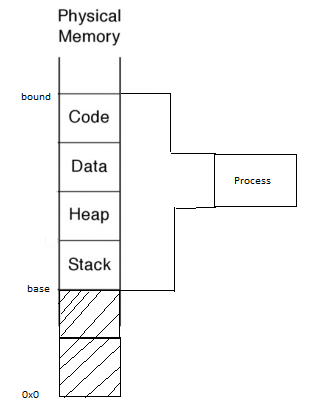 Physical
Memory
bound
Code
Data
Process
Heap
Stack
base
0x0